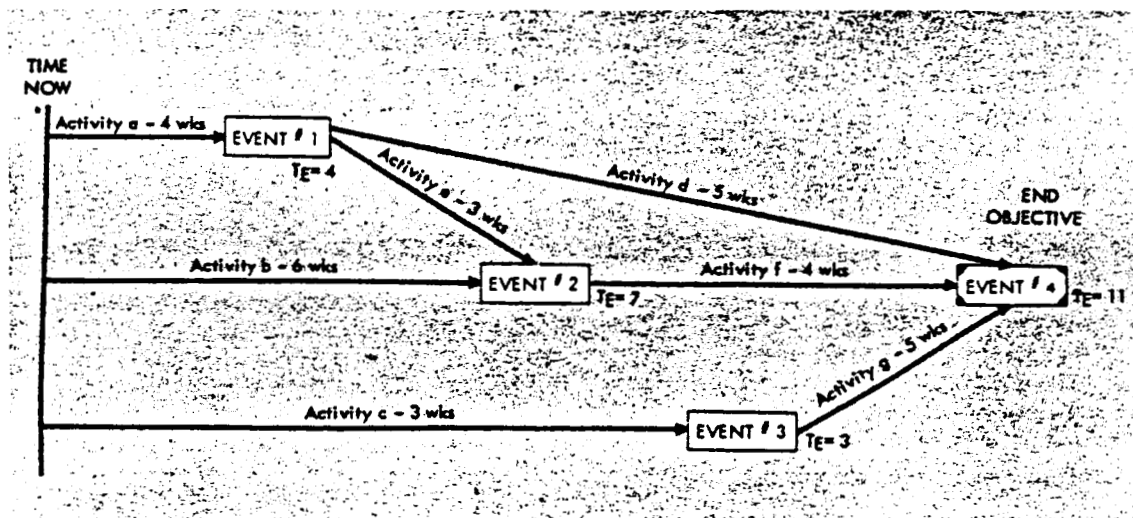 TIME
NOW
Activity a - 4 wks
EVENT # 1
TE= 4
Activity e - 3 wks
Activity d - 5 wks
END
OBJECTIVE
Activity b - 6 wks
EVENT # 2
TE= 7
Activity f - 4 wks
EVENT # 4
TE= 11
Activity g - 5 wks
Activity c - 3 wks
EVENT # 3
TE= 3